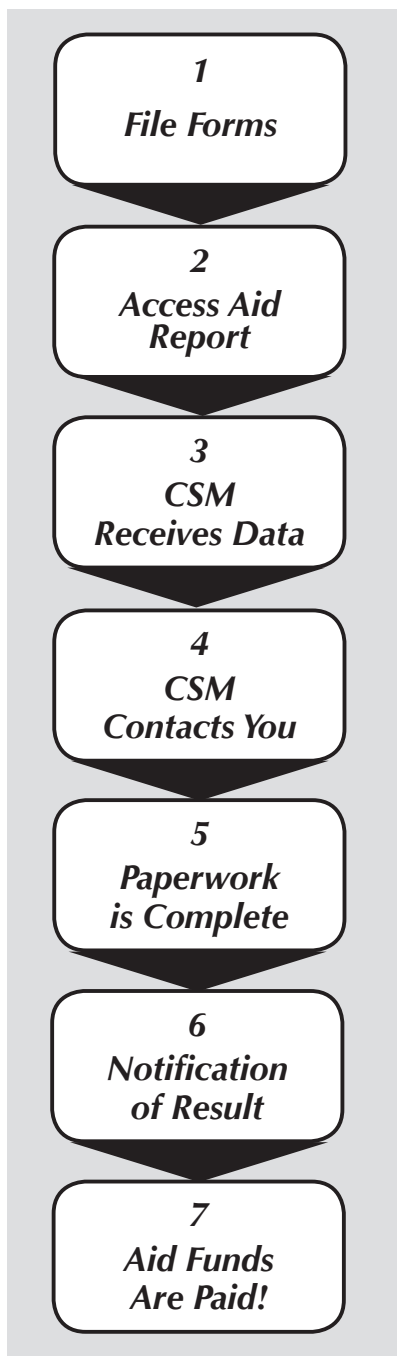 1
File Forms
2
Access Aid
Report
3
CSM
Receives Data
4
CSM
Contacts You
5
Paperwork
is Complete
6
Notification
of Result
7
Aid Funds
Are Paid!